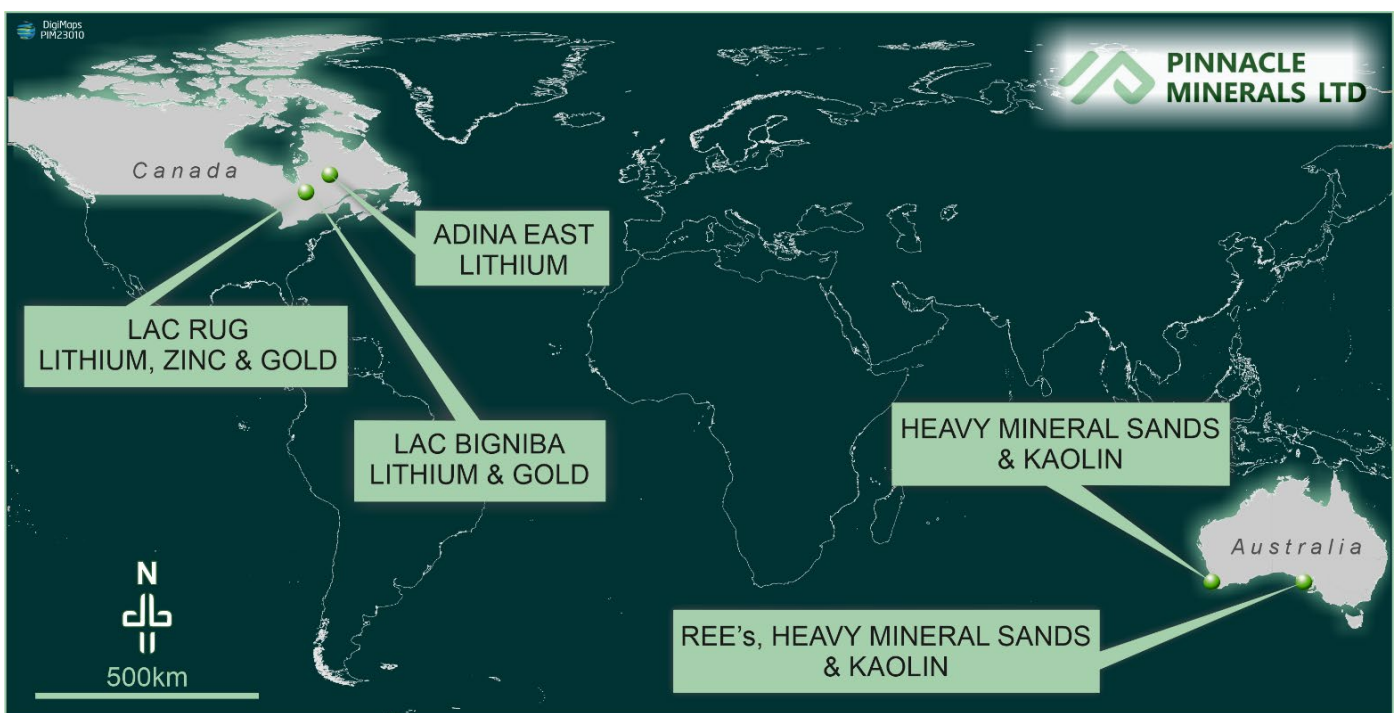 DigiMaps
PIM23010
PINNACLE
MINERALS LTD
Canada
ADINA EAST
LITHIUM
LAC RUG
LITHIUM, ZINC & GOLD
LAC BIGNIBA
LITHIUM & GOLD
HEAVY MINERAL SANDS
& KAOLIN
Australia
N
REE's, HEAVY MINERAL SANDS
& KAOLIN
500km